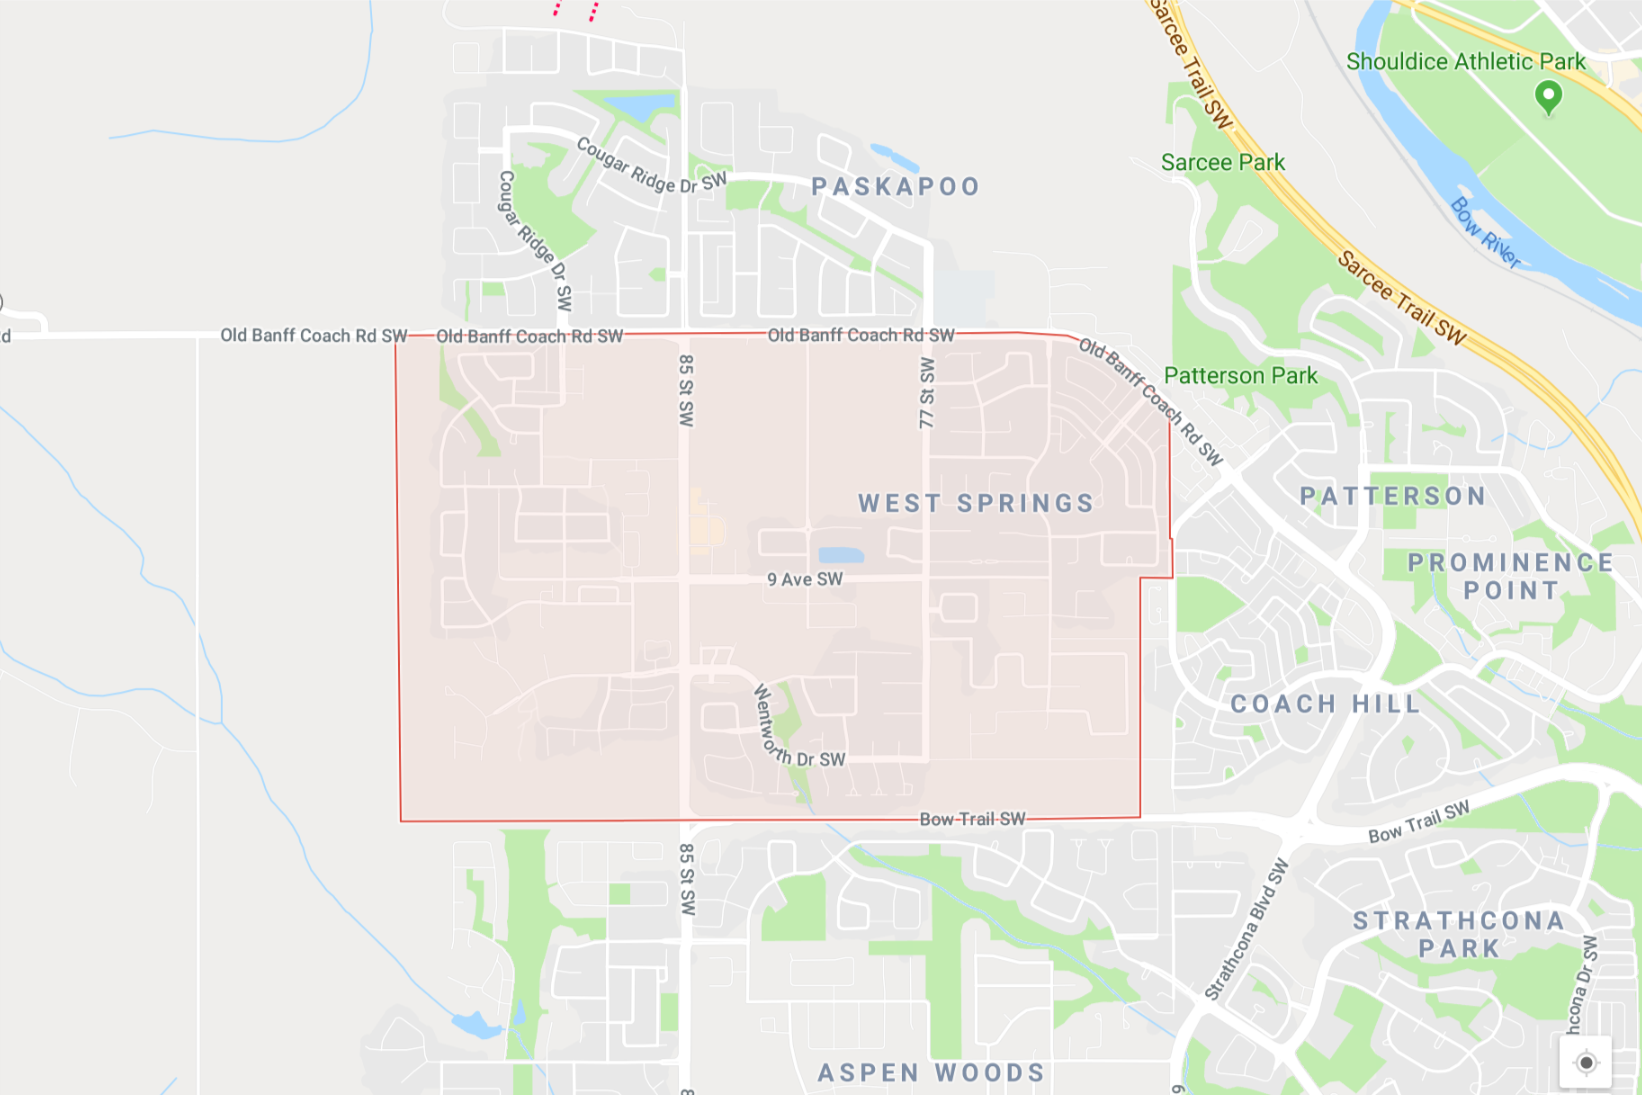 Sarcee Trail SW
Shouldice Athletic Park
Cougar Ridge Dr SW
Sarcee Park
PASKAPOO
Cougar Ridge Dr SW
Bow River
Sarcee Trail SW
Old Banff Coach Rd SW
Old Banff Coach Rd SW
Old Banff Coach Rd SW
Old Banff Coach Rd SW
85 St SW
77 St SW
Patterson Park
WEST SPRINGS
PATTERSON
PROMINENCE
POINT
9 Ave SW
COACH HILL
Wentworth Dr SW
Bow Trail SW
Bow Trail SW
85 St SW
Strathcona Blvd SW
STRATHCONA
PARK
hcona Dr SW
ASPEN WOODS